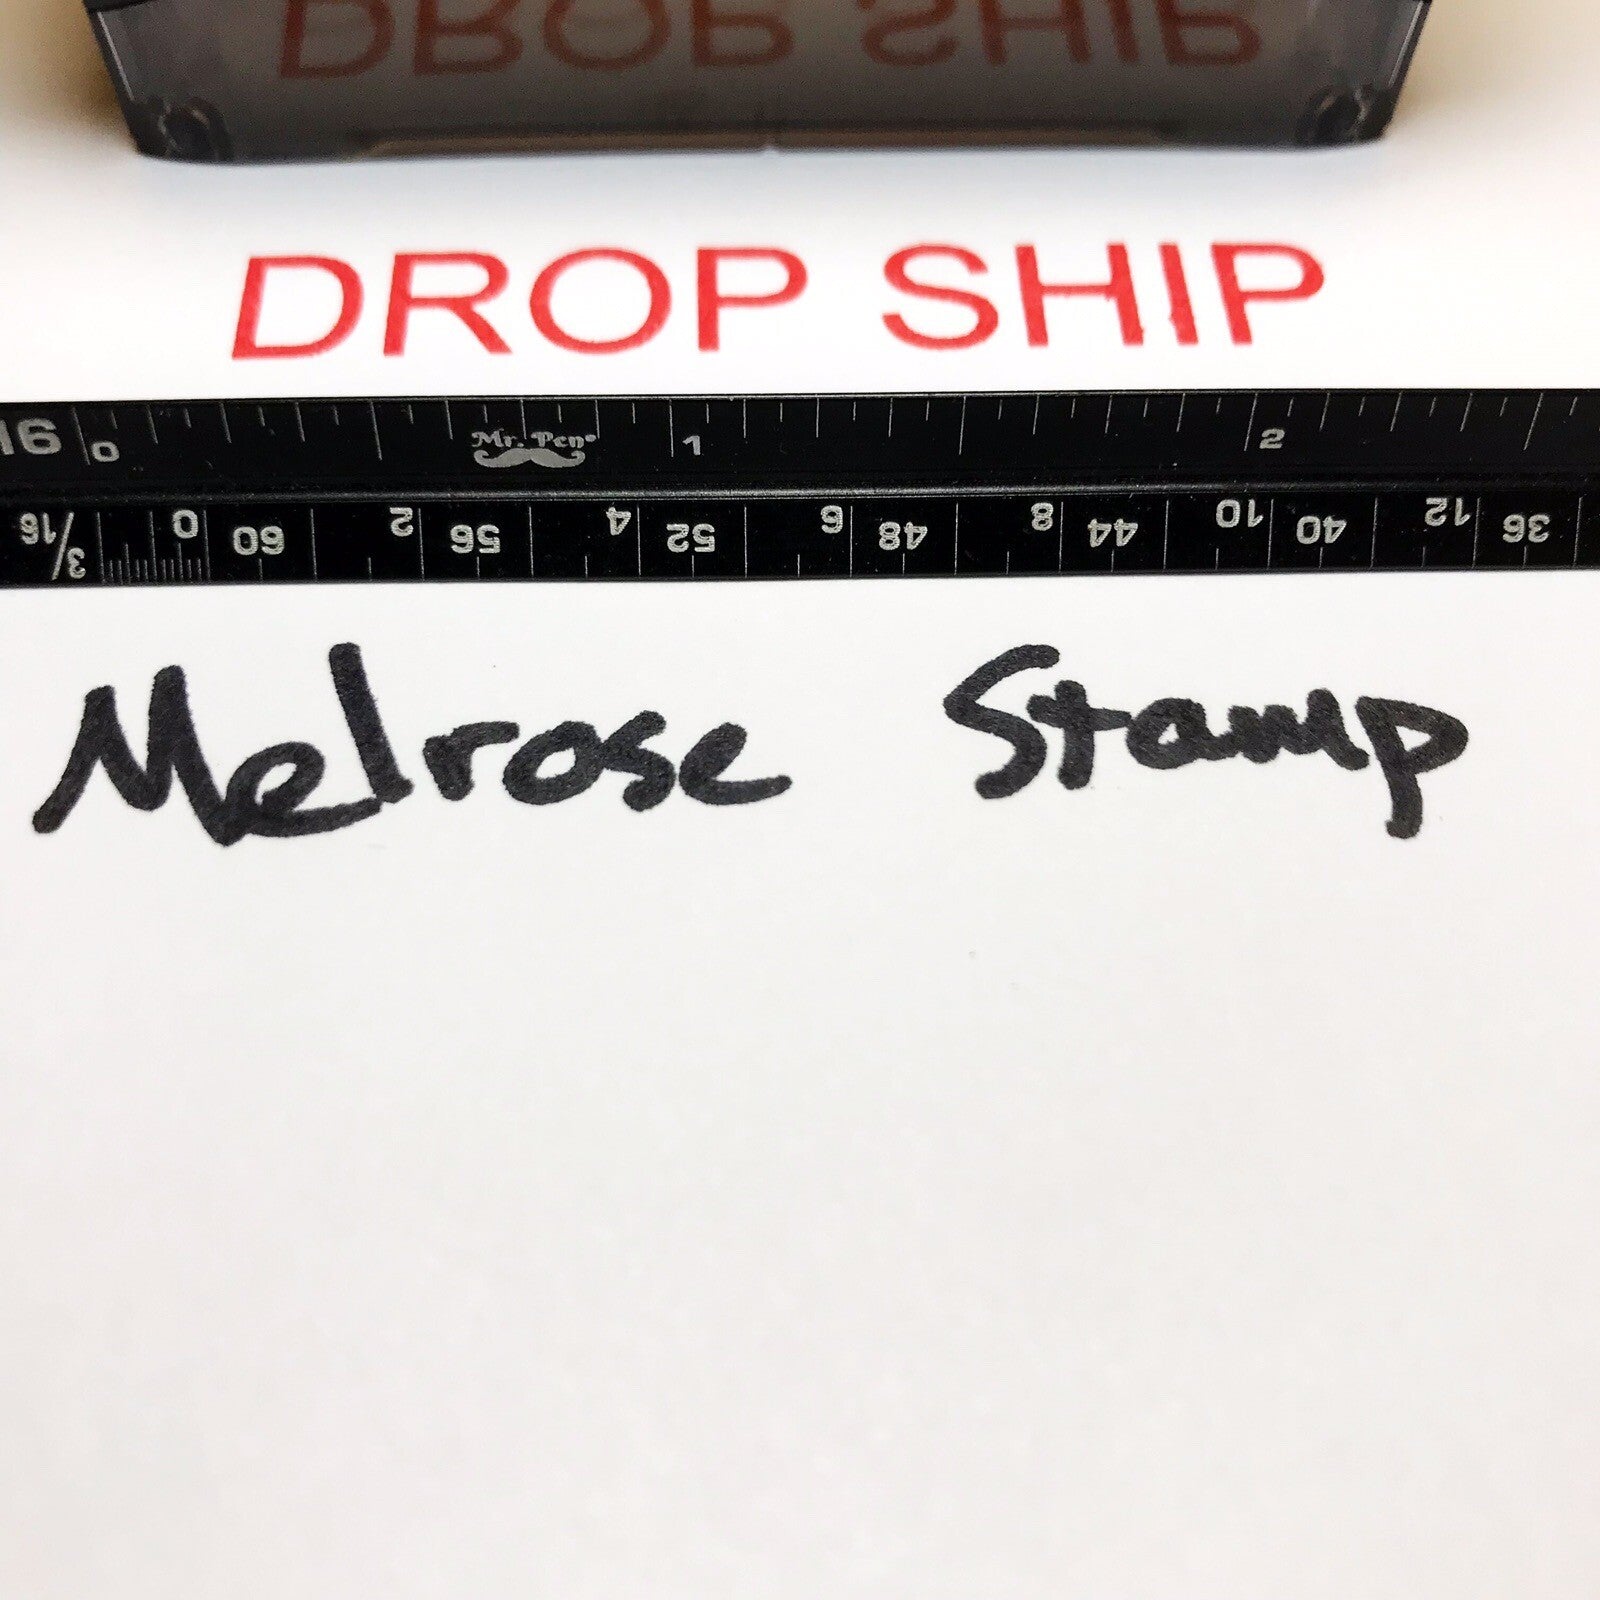 DROP SHIP
DROP SHIP
16 0 Mr. Pen® 1 2
3/16 0 60 2 56 4 52 6 48 8 44 10 40 12 36
Melrose Stamp